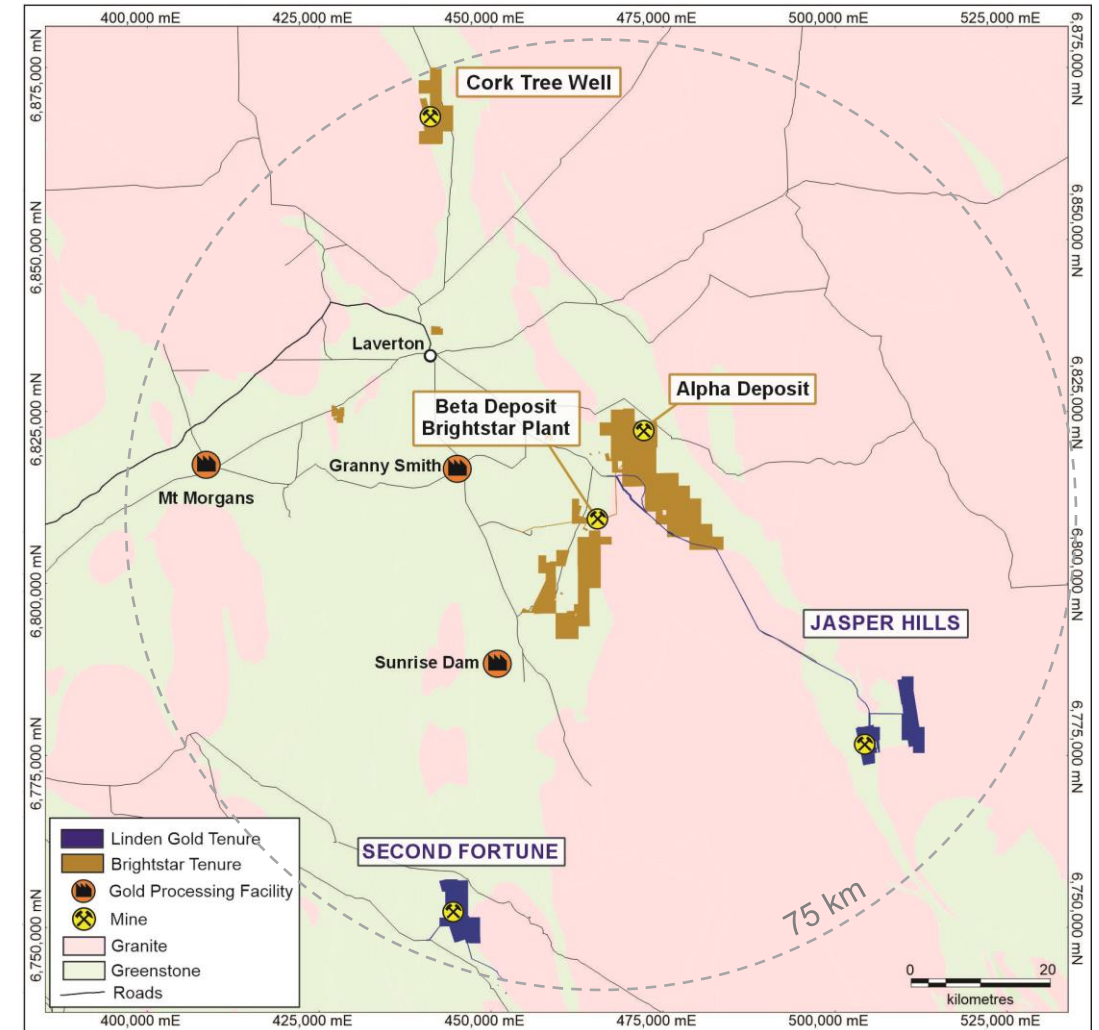 400,000 mE
425,000 mE
450,000 mE
475,000 mE
500,000 mE
525,000 mE
6,875,000 mN
6,875,000 mN
Cork Tree Well
6,850,000 mN
6,850,000 mN
Laverton
6,825,000 mN
6,825,000 mN
Alpha Deposit
Beta Deposit
Brightstar Plant
Granny Smith
Mt Morgans
6,800,000 mN
6,800,000 mN
JASPER HILLS
Sunrise Dam
6,775,000 mN
6,775,000 mN
SECOND FORTUNE
Linden Gold Tenure
Brightstar Tenure
Gold Processing Facility
Mine
Granite
Greenstone
Roads
75 km
6,750,000 mN
6,750,000 mN
0 20
kilometres
400,000 mE
425,000 mE
450,000 mE
475,000 mE
500,000 mE
525,000 mE